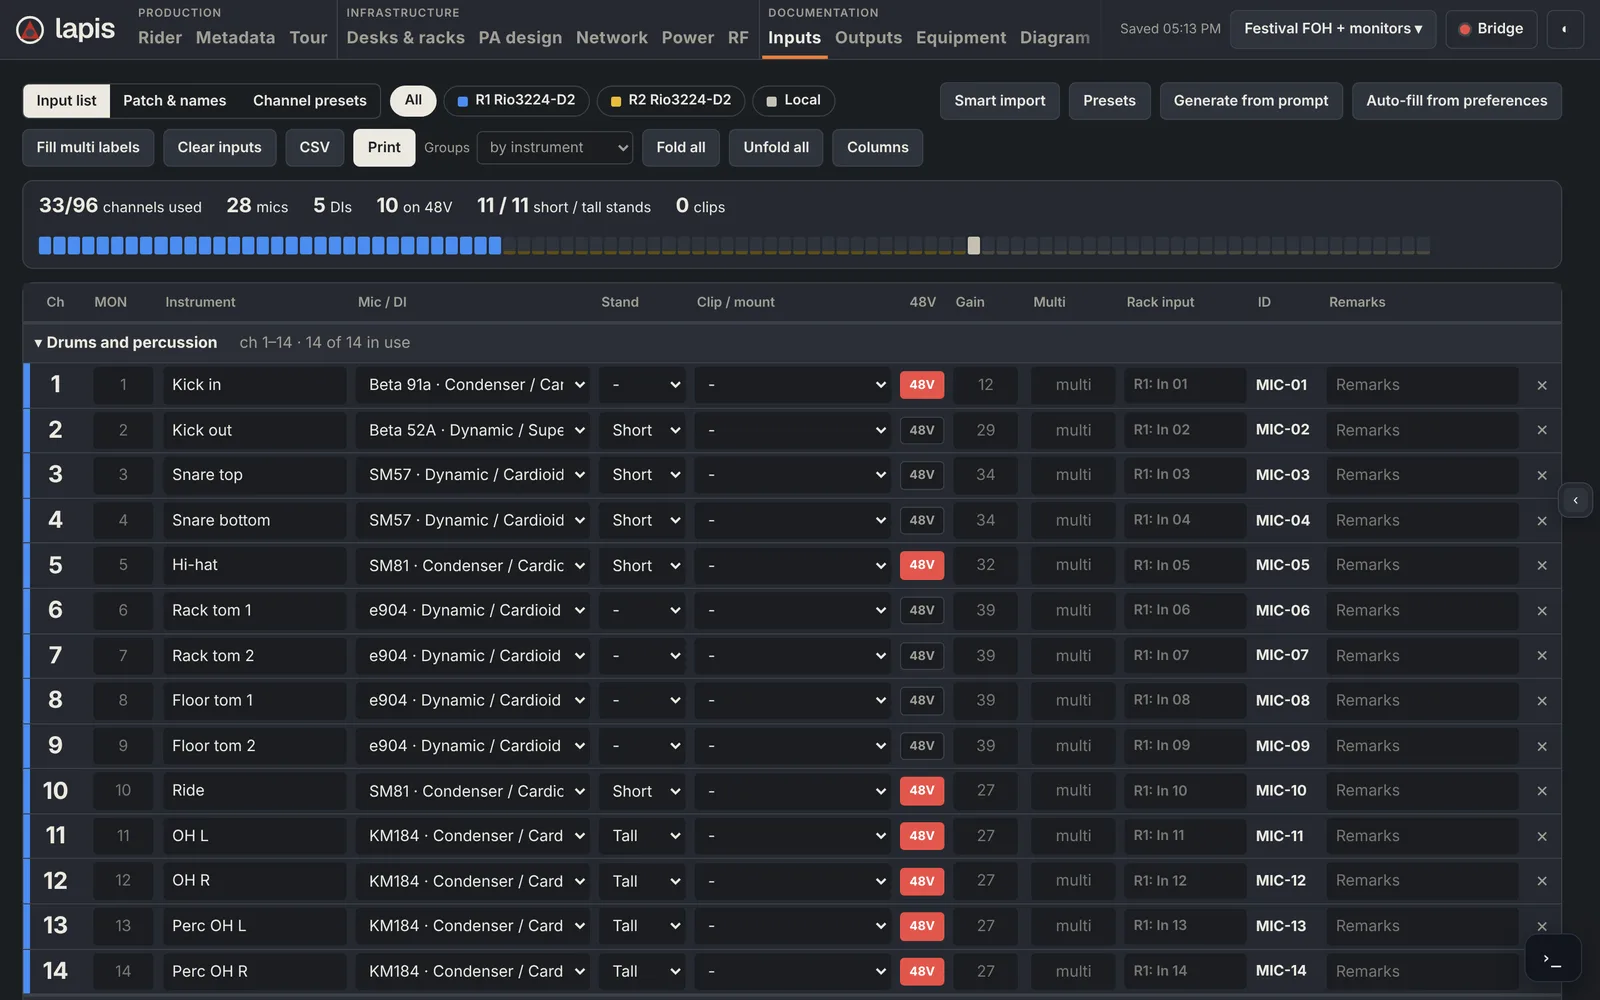 lapis
PRODUCTION
Rider Metadata Tour
INFRASTRUCTURE
Desks & racks PA design Network Power RF
DOCUMENTATION
Inputs Outputs Equipment Diagram
Saved 05:13 PM Festival FOH + monitors ▾ Bridge
Input list Patch & names Channel presets All R1 Rio3224-D2 R2 Rio3224-D2 Local Smart import Presets Generate from prompt Auto-fill from preferences
Fill multi labels Clear inputs CSV Print Groups by instrument Fold all Unfold all Columns
33/96 channels used 28 mics 5 DIs 10 on 48V 11 / 11 short / tall stands 0 clips
Ch MON Instrument Mic / DI Stand Clip / mount 48V Gain Multi Rack input ID Remarks
▾ Drums and percussion ch 1–14 · 14 of 14 in use
1 1 Kick in Beta 91a · Condenser / Car - - 48V 12 multi R1: In 01 MIC-01 Remarks ×
2 2 Kick out Beta 52A · Dynamic / Supe Short - 48V 29 multi R1: In 02 MIC-02 Remarks ×
3 3 Snare top SM57 · Dynamic / Cardioid Short - 48V 34 multi R1: In 03 MIC-03 Remarks ×
4 4 Snare bottom SM57 · Dynamic / Cardioid Short - 48V 34 multi R1: In 04 MIC-04 Remarks ×
5 5 Hi-hat SM81 · Condenser / Cardic Short - 48V 32 multi R1: In 05 MIC-05 Remarks ×
6 6 Rack tom 1 e904 · Dynamic / Cardioid - - 48V 39 multi R1: In 06 MIC-06 Remarks ×
7 7 Rack tom 2 e904 · Dynamic / Cardioid - - 48V 39 multi R1: In 07 MIC-07 Remarks ×
8 8 Floor tom 1 e904 · Dynamic / Cardioid - - 48V 39 multi R1: In 08 MIC-08 Remarks ×
9 9 Floor tom 2 e904 · Dynamic / Cardioid - - 48V 39 multi R1: In 09 MIC-09 Remarks ×
10 10 Ride SM81 · Condenser / Cardic Short - 48V 27 multi R1: In 10 MIC-10 Remarks ×
11 11 OH L KM184 · Condenser / Card Tall - 48V 27 multi R1: In 11 MIC-11 Remarks ×
12 12 OH R KM184 · Condenser / Card Tall - 48V 27 multi R1: In 12 MIC-12 Remarks ×
13 13 Perc OH L KM184 · Condenser / Card Tall - 48V 27 multi R1: In 13 MIC-13 Remarks ×
14 14 Perc OH R KM184 · Condenser / Card Tall - 48V 27 multi R1: In 14 MIC-14 Remarks